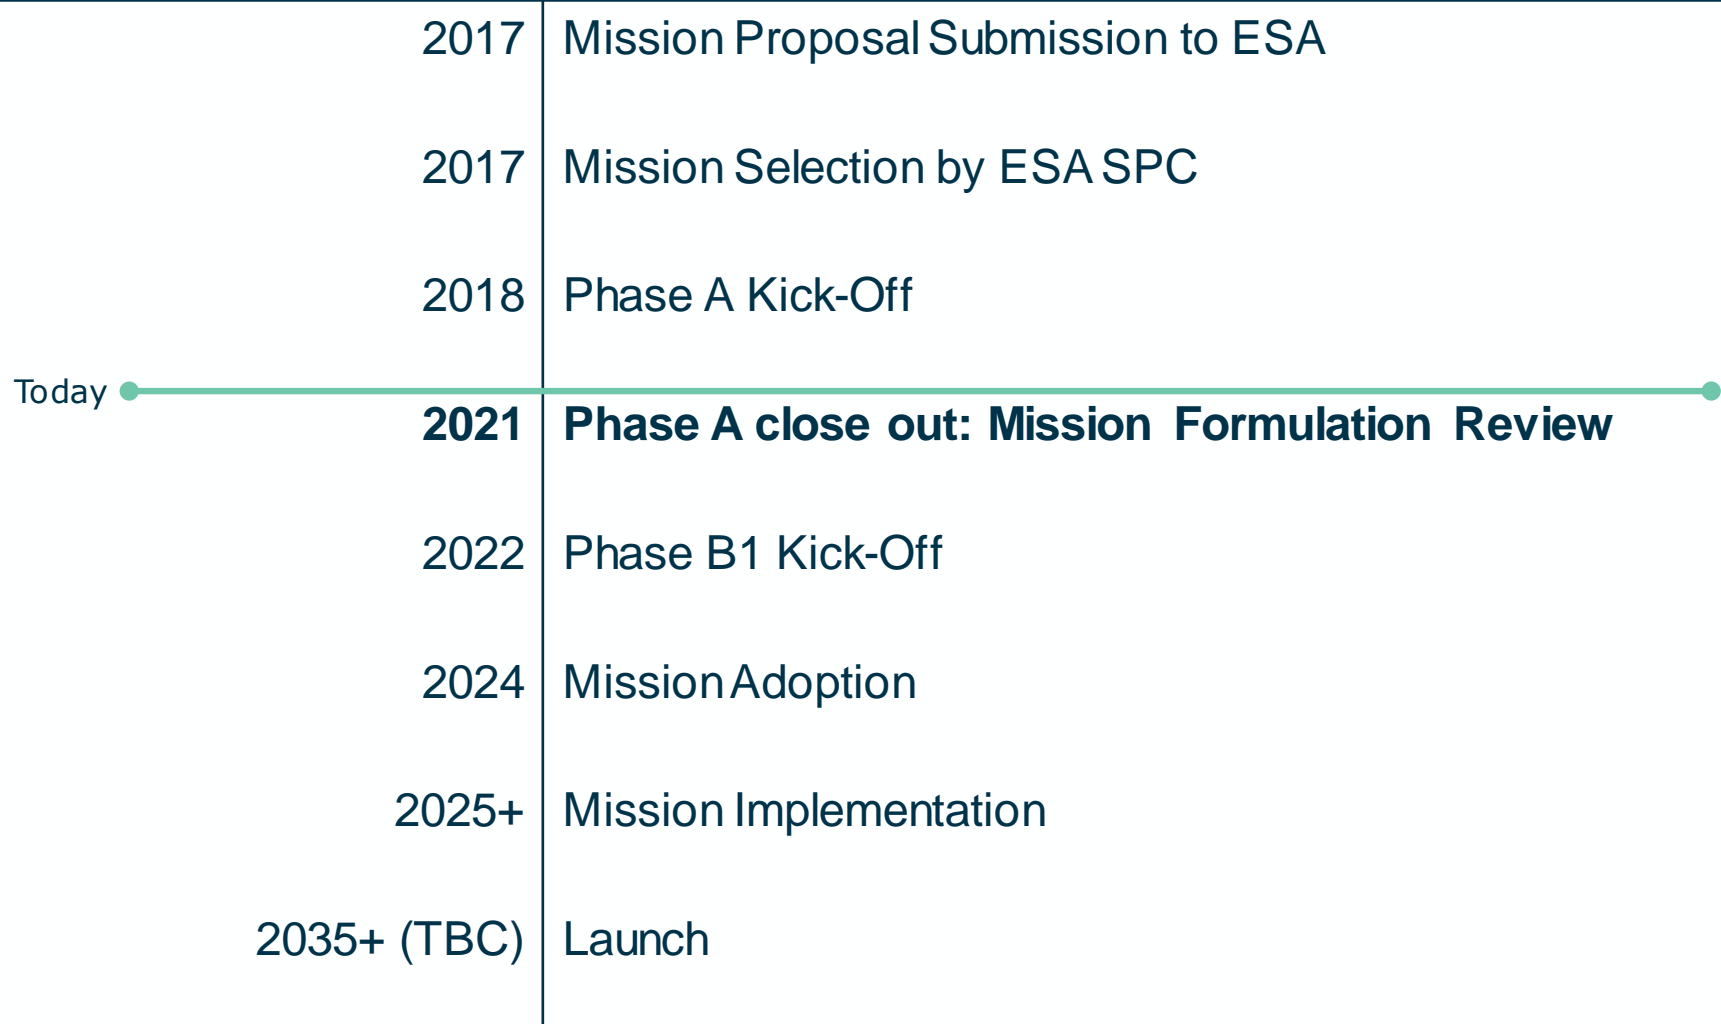 2017 Mission Proposal Submission to ESA
2017 Mission Selection by ESA SPC
2018 Phase A Kick-Off
Today
2021 Phase A close out: Mission Formulation Review
2022 Phase B1 Kick-Off
2024 Mission Adoption
2025+ Mission Implementation
2035+ (TBC) Launch